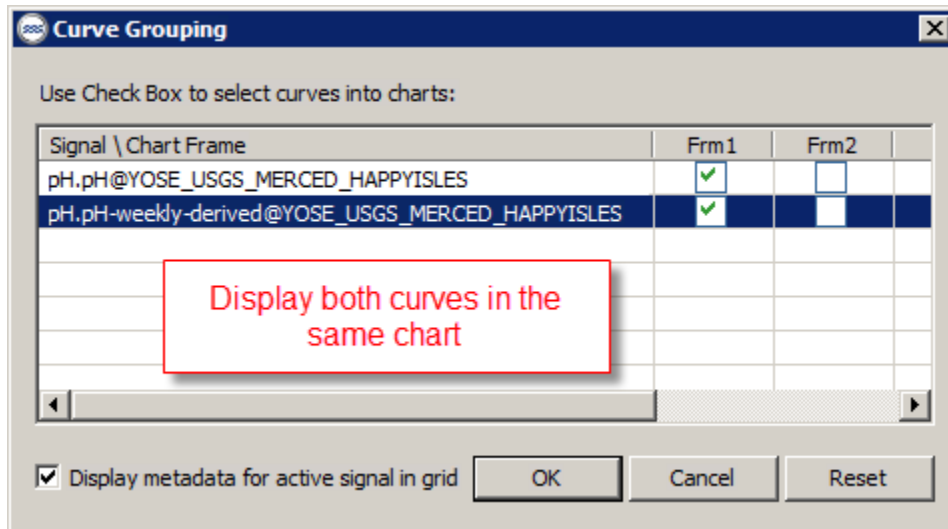 Curve Grouping
Use Check Box to select curves into charts:
Signal \ Chart Frame Frm1 Frm2
pH.pH@YOSE_USGS_MERCED_HAPPYISLES
pH.pH-weekly-derived@YOSE_USGS_MERCED_HAPPYISLES
Display both curves in the
same chart
Display metadata for active signal in grid OK Cancel Reset